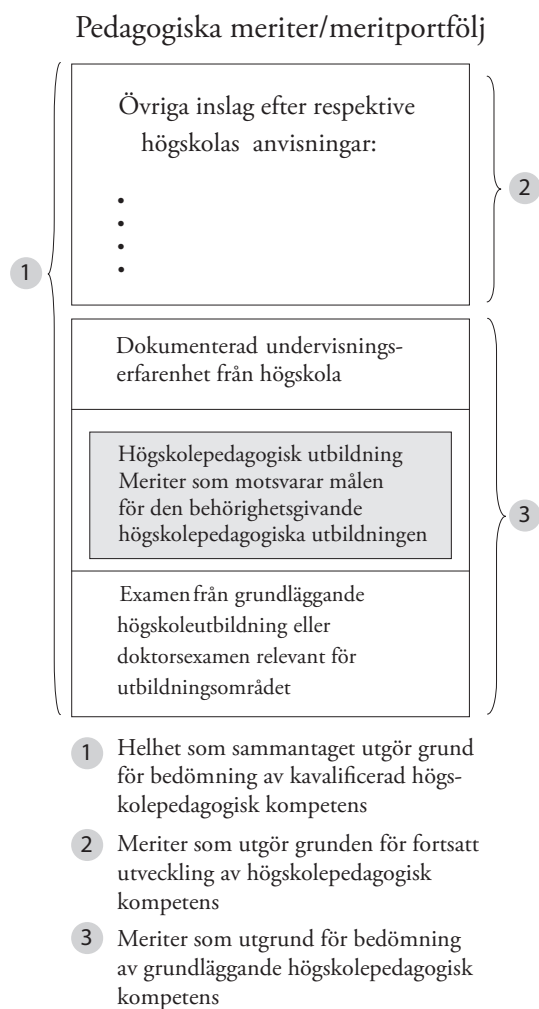 Pedagogiska meriter/meritportfölj
Övriga inslag efter respektive
högskolas anvisningar:
•
•
•
•
2
1
Dokumenterad undervisnings-
erfarenhet från högskola
Högskolepedagogisk utbildning
Meriter som motsvarar målen
för den behörighetsgivande
högskolepedagogiska utbildningen
3
Examen från grundläggande
högskoleutbildning eller
doktorsexamen relevant för
utbildningsområdet
1 Helhet som sammantaget utgör grund
för bedömning av kavalificerad högs-
kolepedagogisk kompetens
2 Meriter som utgör grunden för fortsatt
utveckling av högskolepedagogisk
kompetens
3 Meriter som utgrund för bedömning
av grundläggande högskolepedagogisk
kompetens